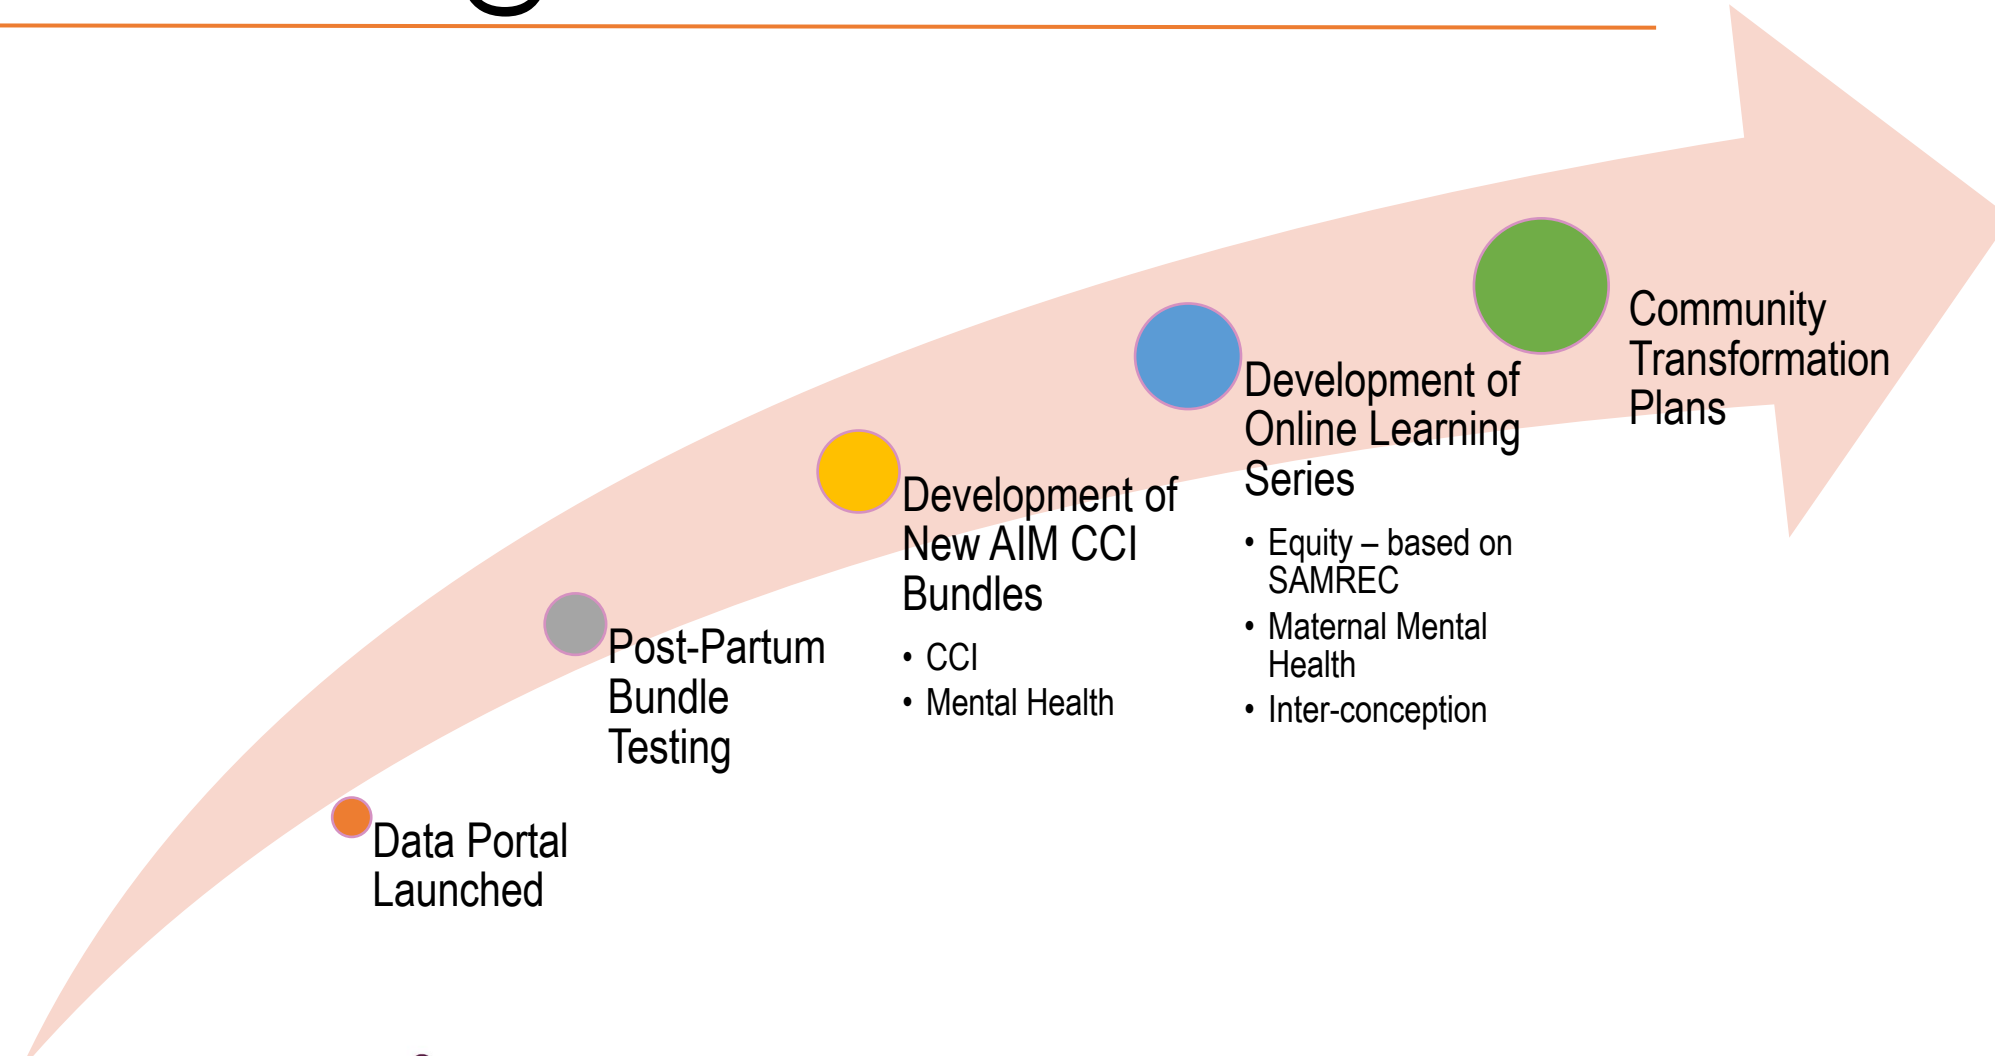 Data Portal
Launched
Post-Partum
Bundle
Testing
Development of
New AIM CCI
Bundles
• CCI
• Mental Health
Development of
Online Learning
Series
• Equity – based on
SAMREC
• Maternal Mental
Health
• Inter-conception
Community
Transformation
Plans